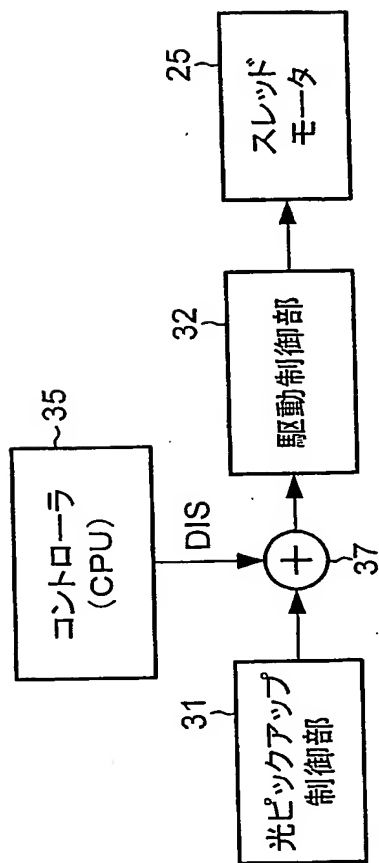 35
コントローラ
(CPU)
DIS
31
光ピックアップ
制御部
+
37
32
駆動制御部
25
スレッド
モータ